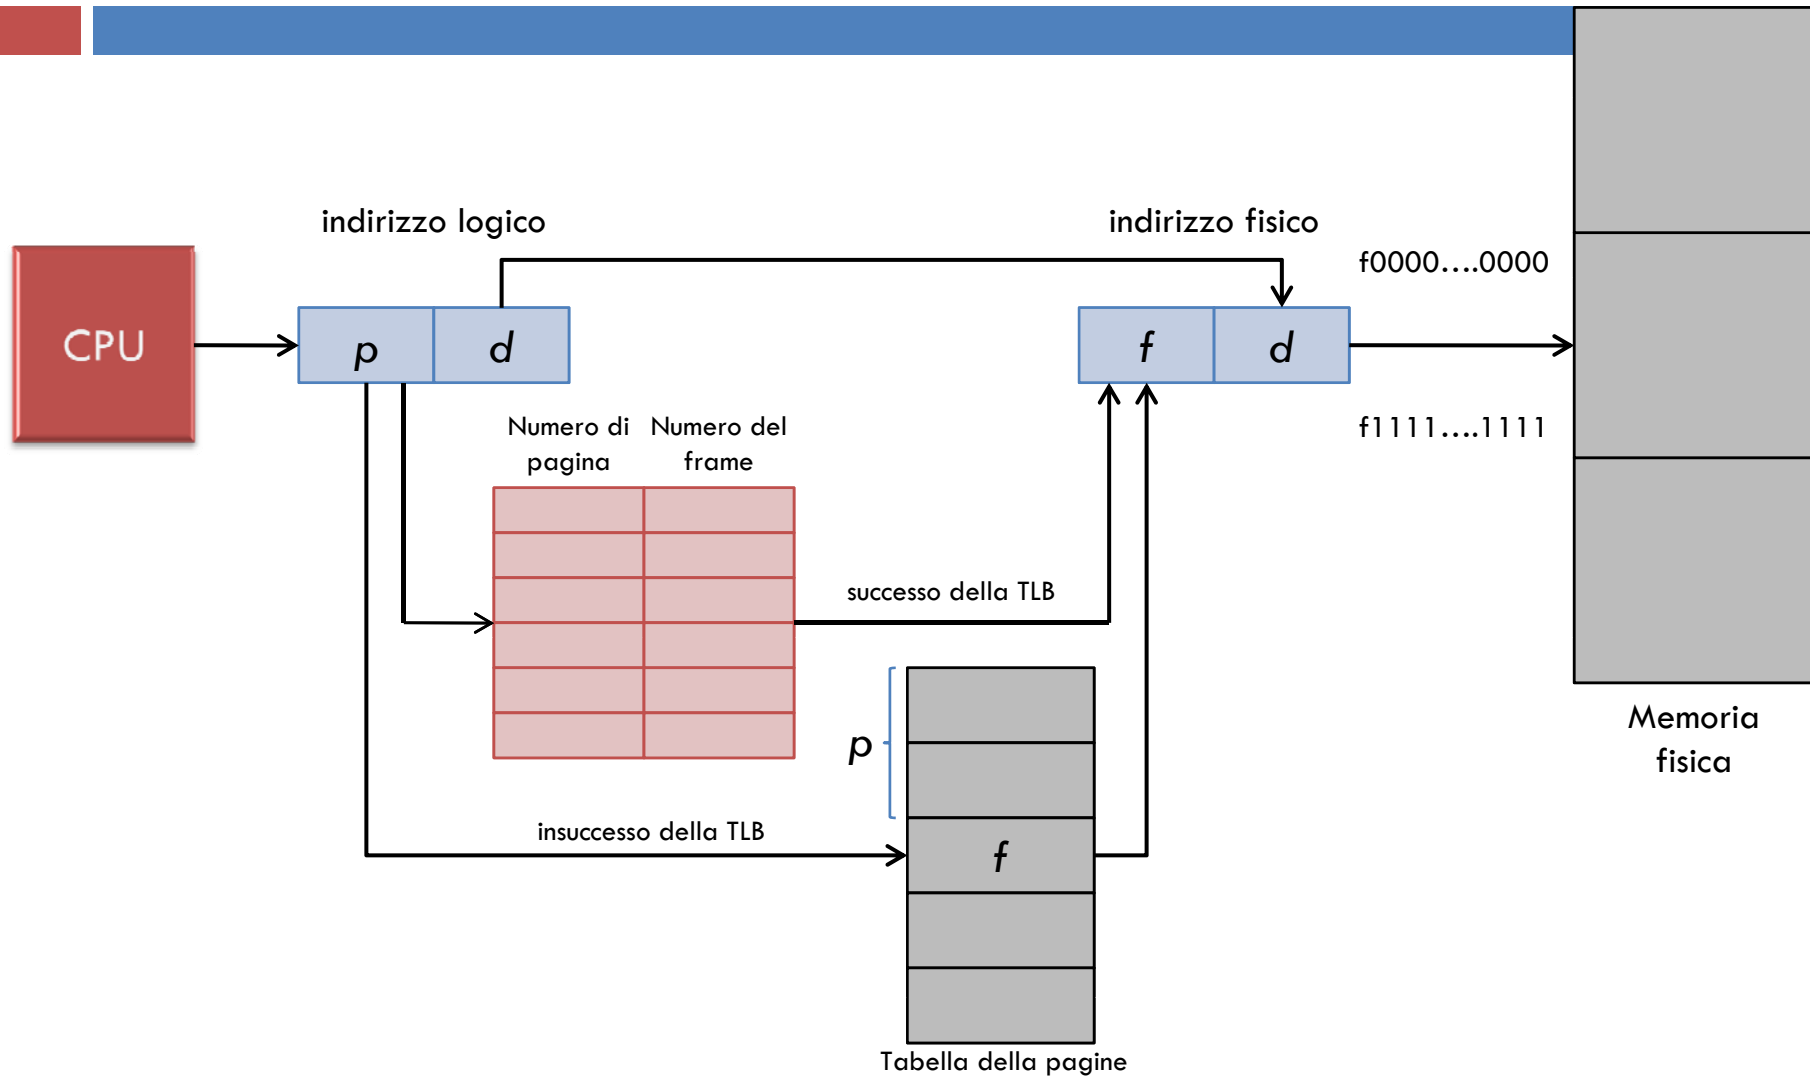 indirizzo logico
indirizzo fisico
f0000....0000
CPU
p
d
f
d
f1111....1111
Numero di
pagina
Numero del
frame
successo della TLB
p
Memoria
fisica
insuccesso della TLB
f
Tabella della pagine